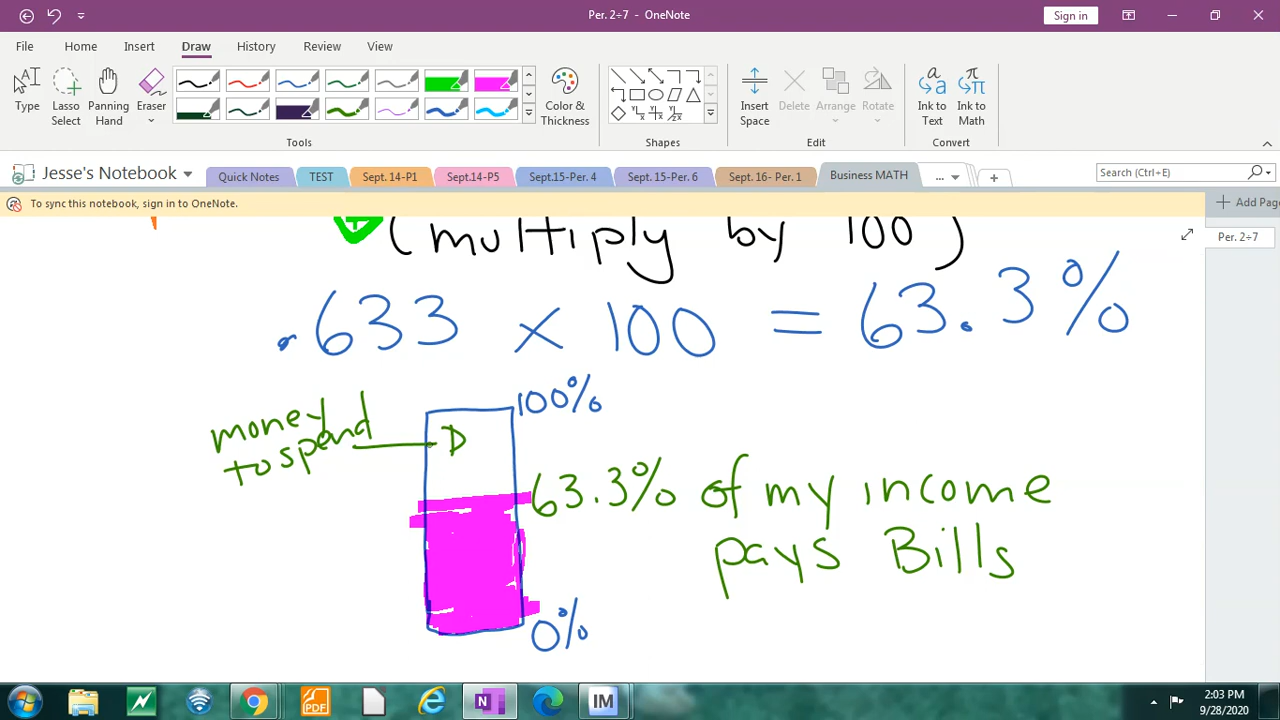 Per. 2÷7 - OneNote
Sign in
File Home Insert Draw History Review View
Type
Lasso Select
Panning Hand
Eraser
Color & Thickness
Insert Space
Delete
Arrange
Rotate
Ink to Text
Ink to Math
Tools
Shapes
Edit
Convert
Jesse's Notebook
Quick Notes
TEST
Sept. 14-P1
Sept.14-P5
Sept.15-Per. 4
Sept. 15-Per. 6
Sept. 16- Per. 1
Business MATH
...
Search (Ctrl+E)
To sync this notebook, sign in to OneNote.
Add Pag
Per. 2÷7
(multiply by 100)
.633 × 100 = 63.3%
100%
money
to spend
D
63.3% of my income
pays Bills
0%
PDF
IM
2:03 PM
9/28/2020